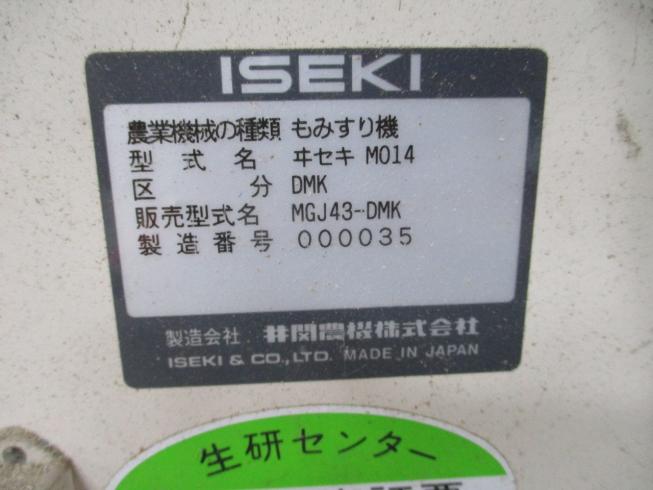 ISEKI
農業機械の種類 もみすり機
型式名 ヰセキ MO14
区分 DMK
販売型式名 MGJ43-DMK
製造番号 000035
製造会社 井関農機株式会社
ISEKI & CO., LTD. MADE IN JAPAN
生研センター